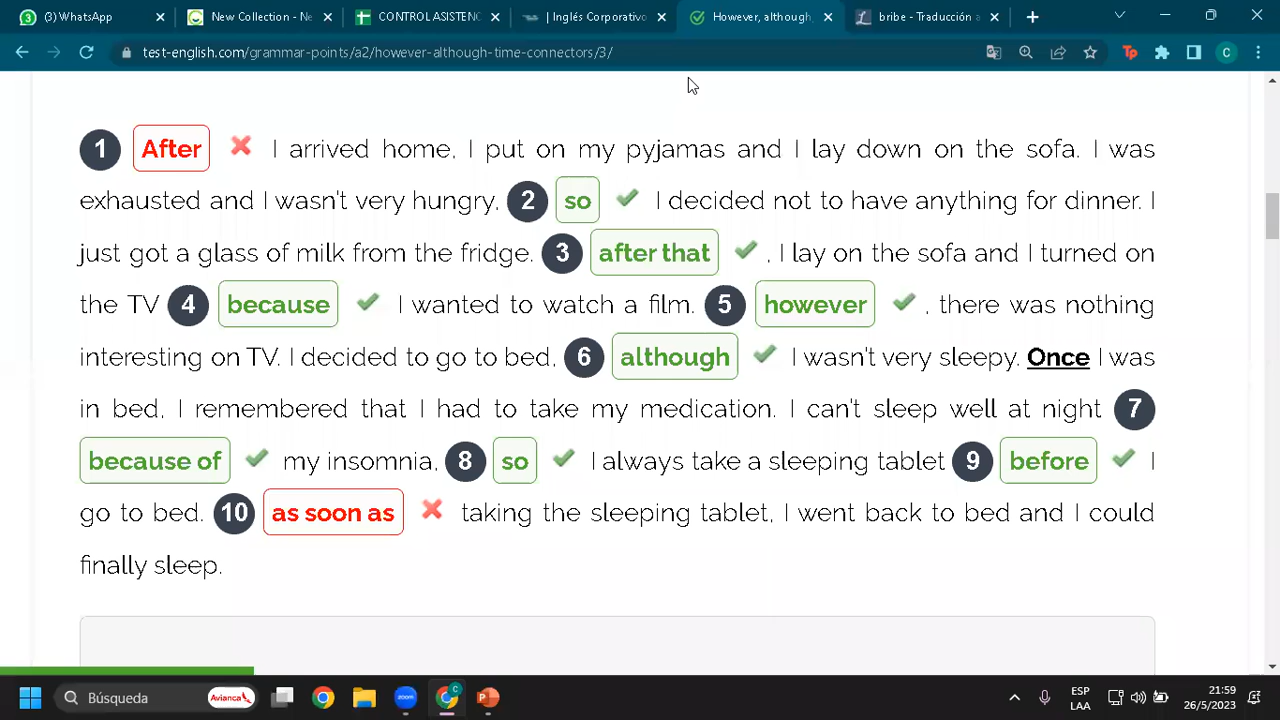 (3) WhatsApp
New Collection - Ne
CONTROL ASISTENC
| Inglés Corporativo
However, although,
bribe - Traducción a
test-english.com/grammar-points/a2/however-although-time-connectors/3/
Tp
C
1 After I arrived home, I put on my pyjamas and I lay down on the sofa. I was
exhausted and I wasn't very hungry, 2 so I decided not to have anything for dinner. I
just got a glass of milk from the fridge. 3 after that , I lay on the sofa and I turned on
the TV 4 because I wanted to watch a film. 5 however , there was nothing
interesting on TV. I decided to go to bed, 6 although I wasn't very sleepy. Once I was
in bed, I remembered that I had to take my medication. I can't sleep well at night 7
because of my insomnia, 8 so I always take a sleeping tablet 9 before I
go to bed. 10 as soon as taking the sleeping tablet, I went back to bed and I could
finally sleep.
Búsqueda
Avianca
zoom
C
P
ESP
LAA
21:59
26/5/2023